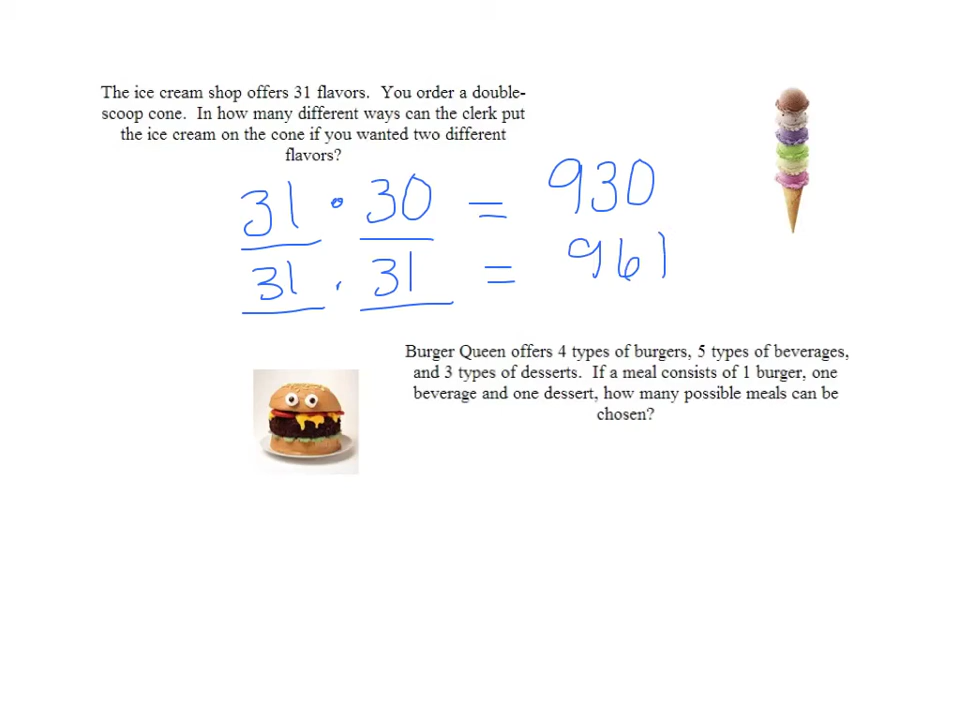 The ice cream shop offers 31 flavors.  You order a double-
scoop cone.  In how many different ways can the clerk put
the ice cream on the cone if you wanted two different
flavors?
31 · 30 = 930
31 · 31 = 961
Burger Queen offers 4 types of burgers, 5 types of beverages,
and 3 types of desserts.  If a meal consists of 1 burger, one
beverage and one dessert, how many possible meals can be
chosen?